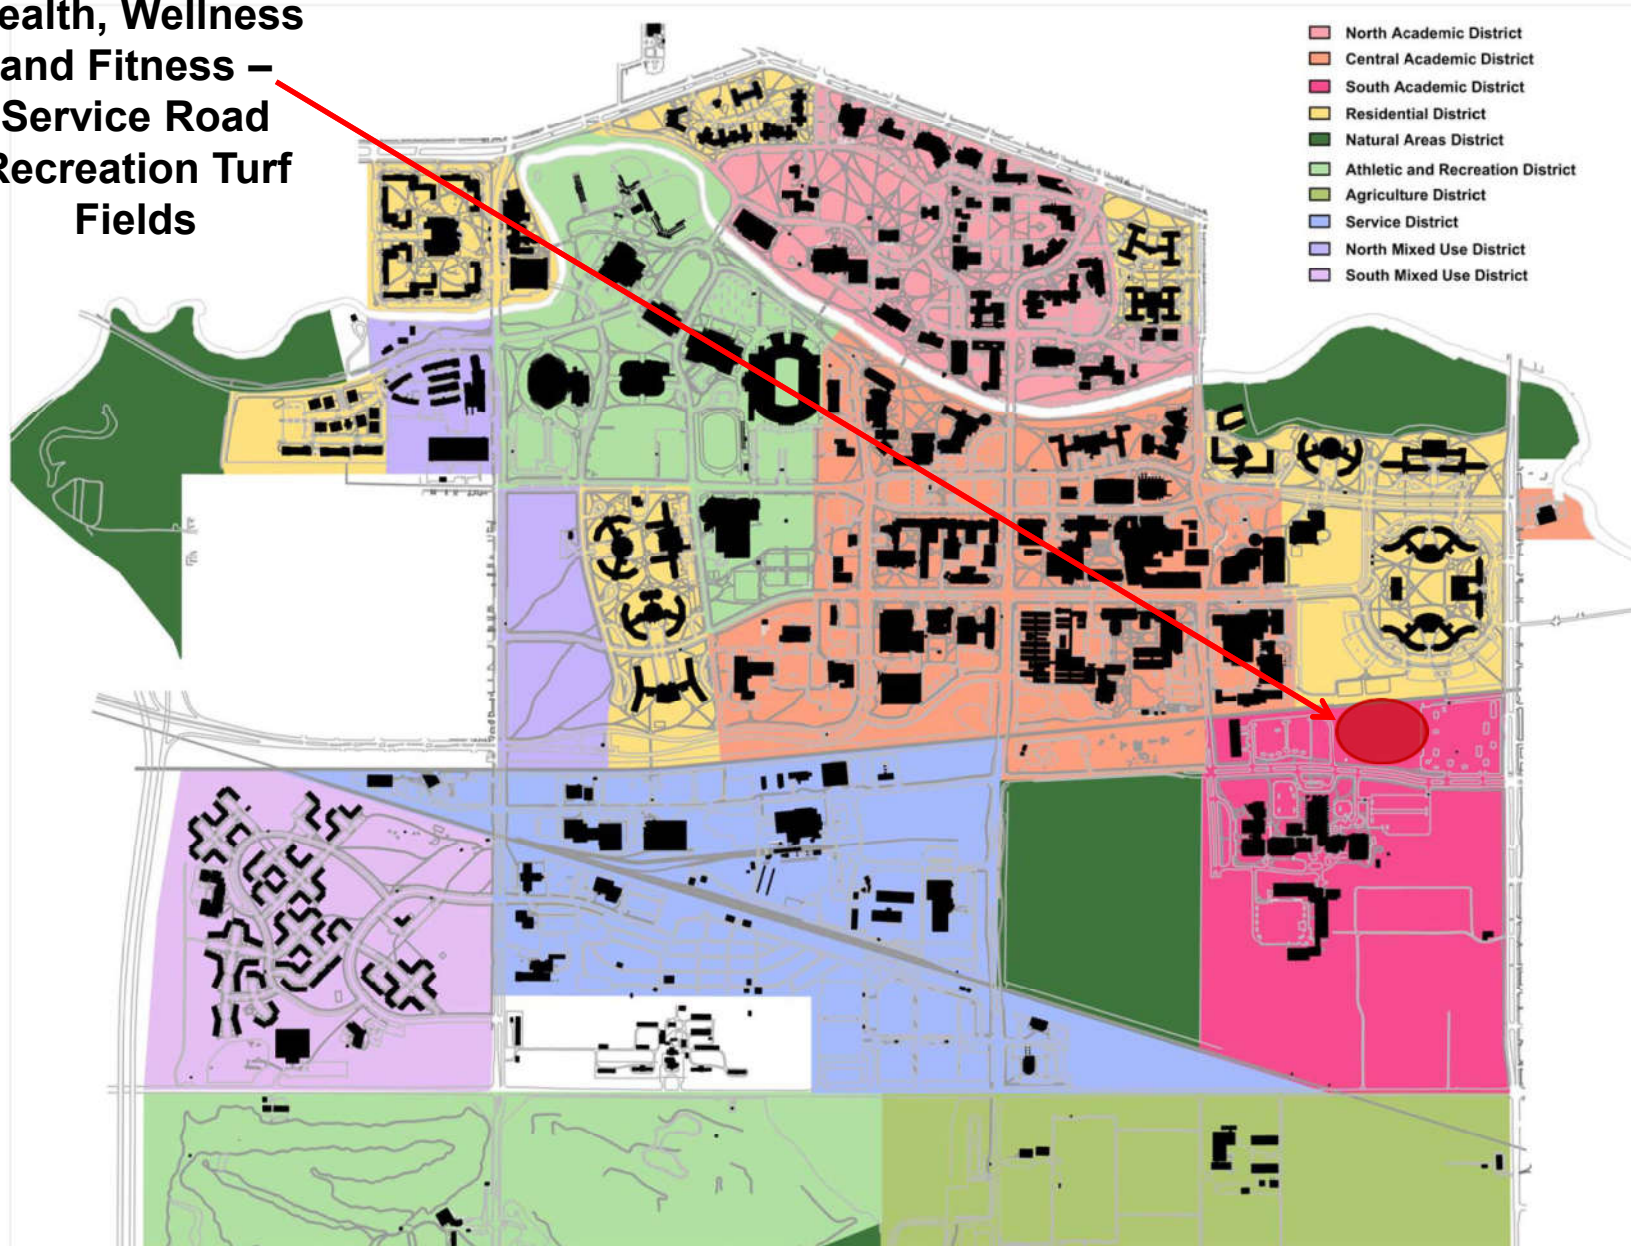 ealth, Wellness
and Fitness –
Service Road
Recreation Turf
Fields
North Academic District
Central Academic District
South Academic District
Residential District
Natural Areas District
Athletic and Recreation District
Agriculture District
Service District
North Mixed Use District
South Mixed Use District